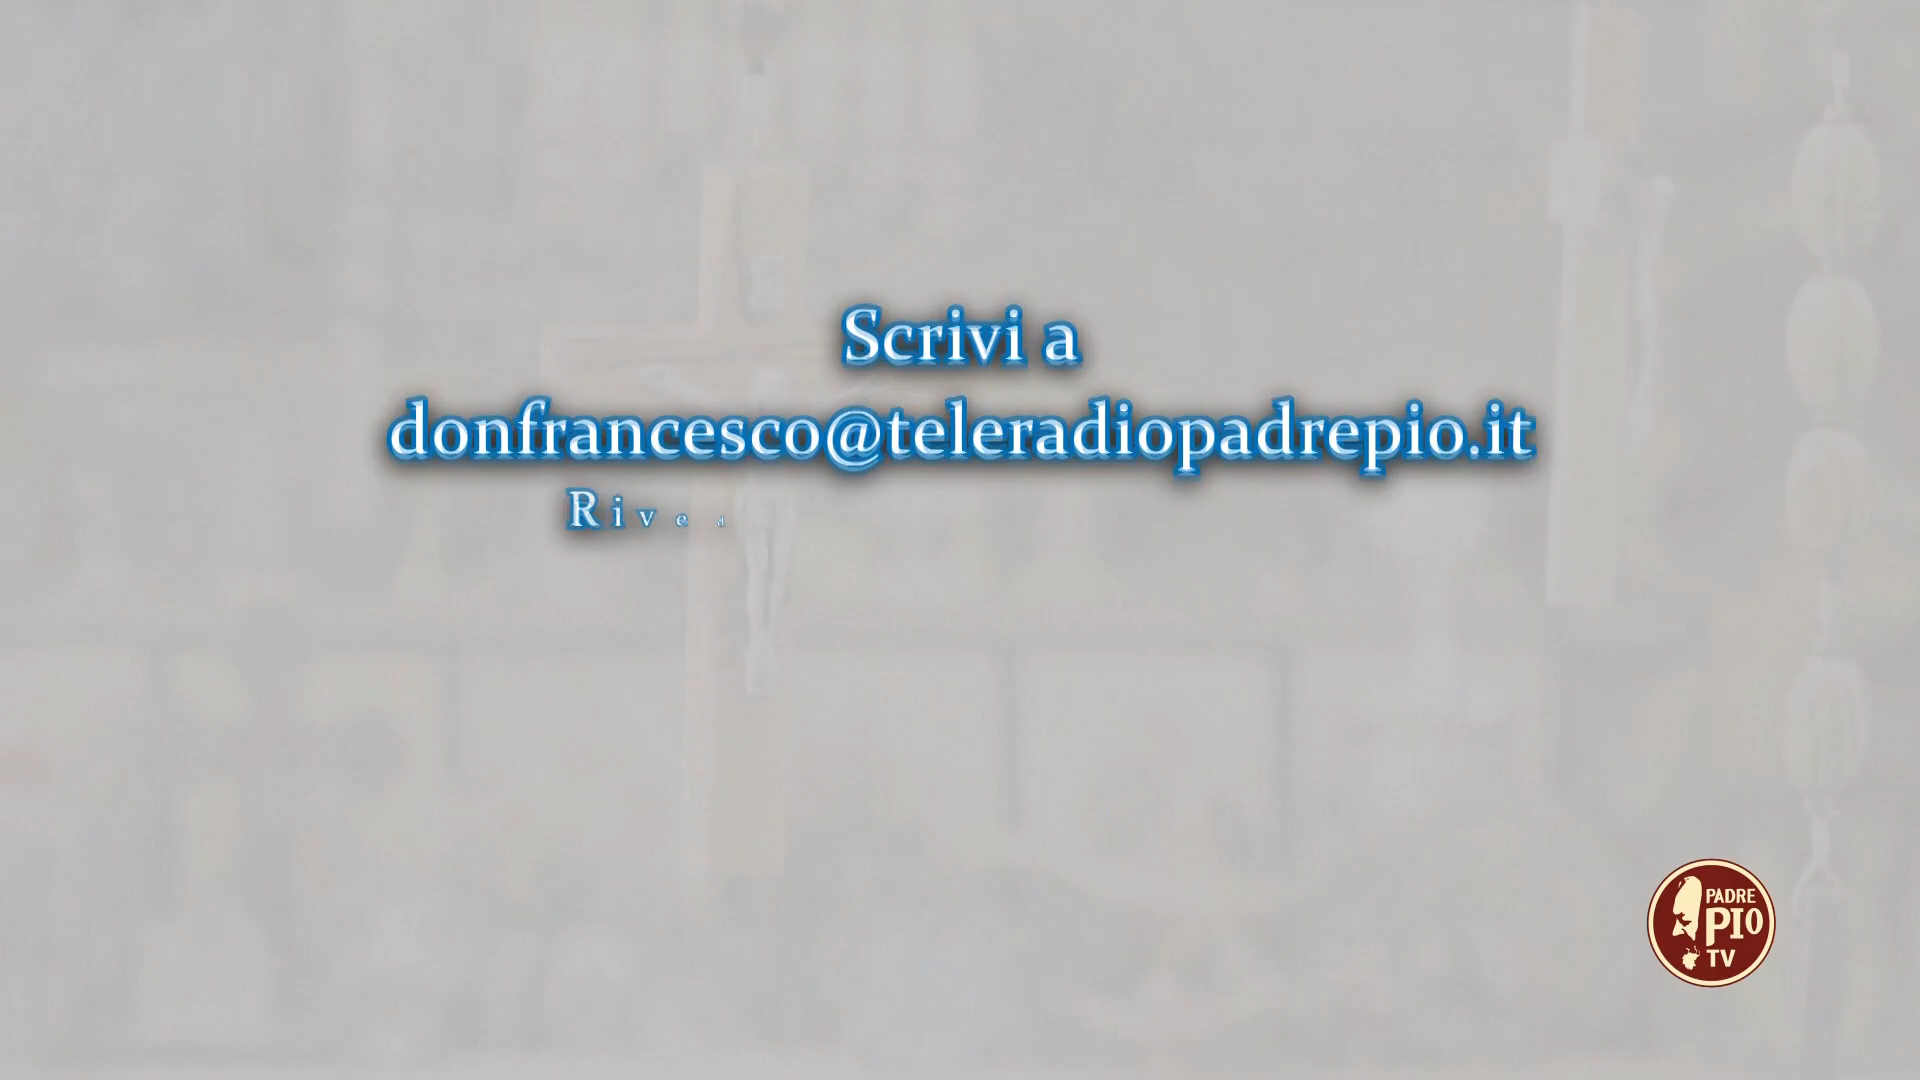 Scrivi a
donfrancesco@teleradiopadrepio.it
PADRE
PIO
TV